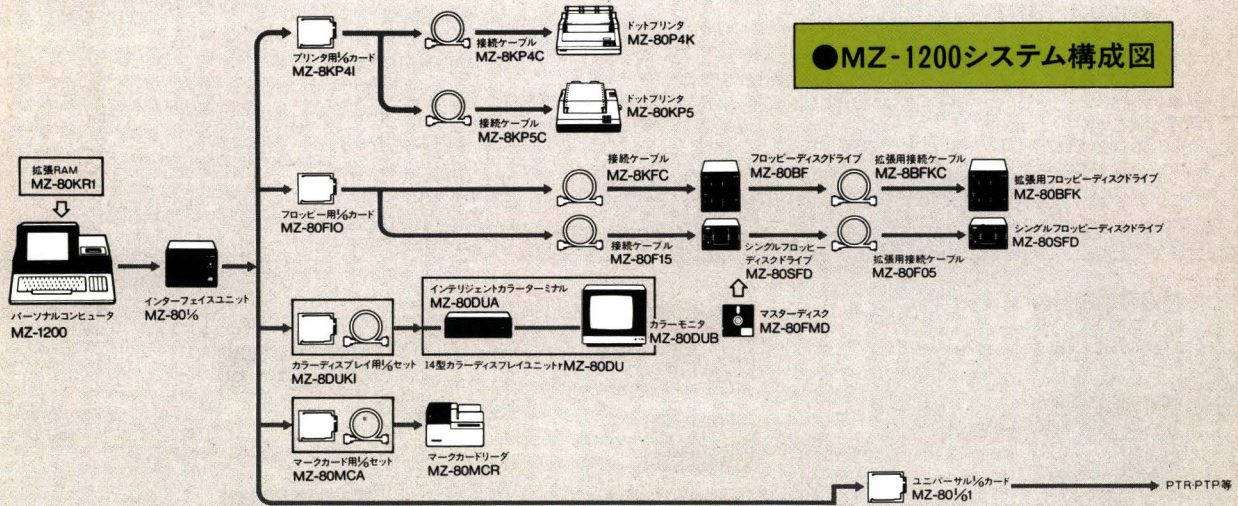 ●MZ-1200システム構成図
拡張RAM
MZ-80KR1
パーソナルコンピュータ
MZ-1200
インターフェイスユニット
MZ-80I/O
プリンタ用I/Oカード
MZ-8KP4I
接続ケーブル
MZ-8KP4C
ドットプリンタ
MZ-80P4K
接続ケーブル
MZ-8KP5C
ドットプリンタ
MZ-80KP5
フロッピー用I/Oカード
MZ-80FIO
接続ケーブル
MZ-8KFC
フロッピーディスクドライブ
MZ-80BF
拡張用接続ケーブル
MZ-8BFKC
拡張用フロッピーディスクドライブ
MZ-80BFK
接続ケーブル
MZ-80F15
シングルフロッピー
ディスクドライブ
MZ-80SFD
拡張用接続ケーブル
MZ-80F05
シングルフロッピーディスクドライブ
MZ-80SFD
マスターディスク
MZ-80FMD
カラーディスプレイ用I/Oセット
MZ-8DUKI
インテリジェントカラーターミナル
MZ-80DUA
カラーモニタ
MZ-80DUB
14型カラーディスプレイユニットrMZ-80DU
マークカード用I/Oセット
MZ-80MCA
マークカードリーダ
MZ-80MCR
ユニバーサルI/Oカード
MZ-80I/O1
PTR・PTP等